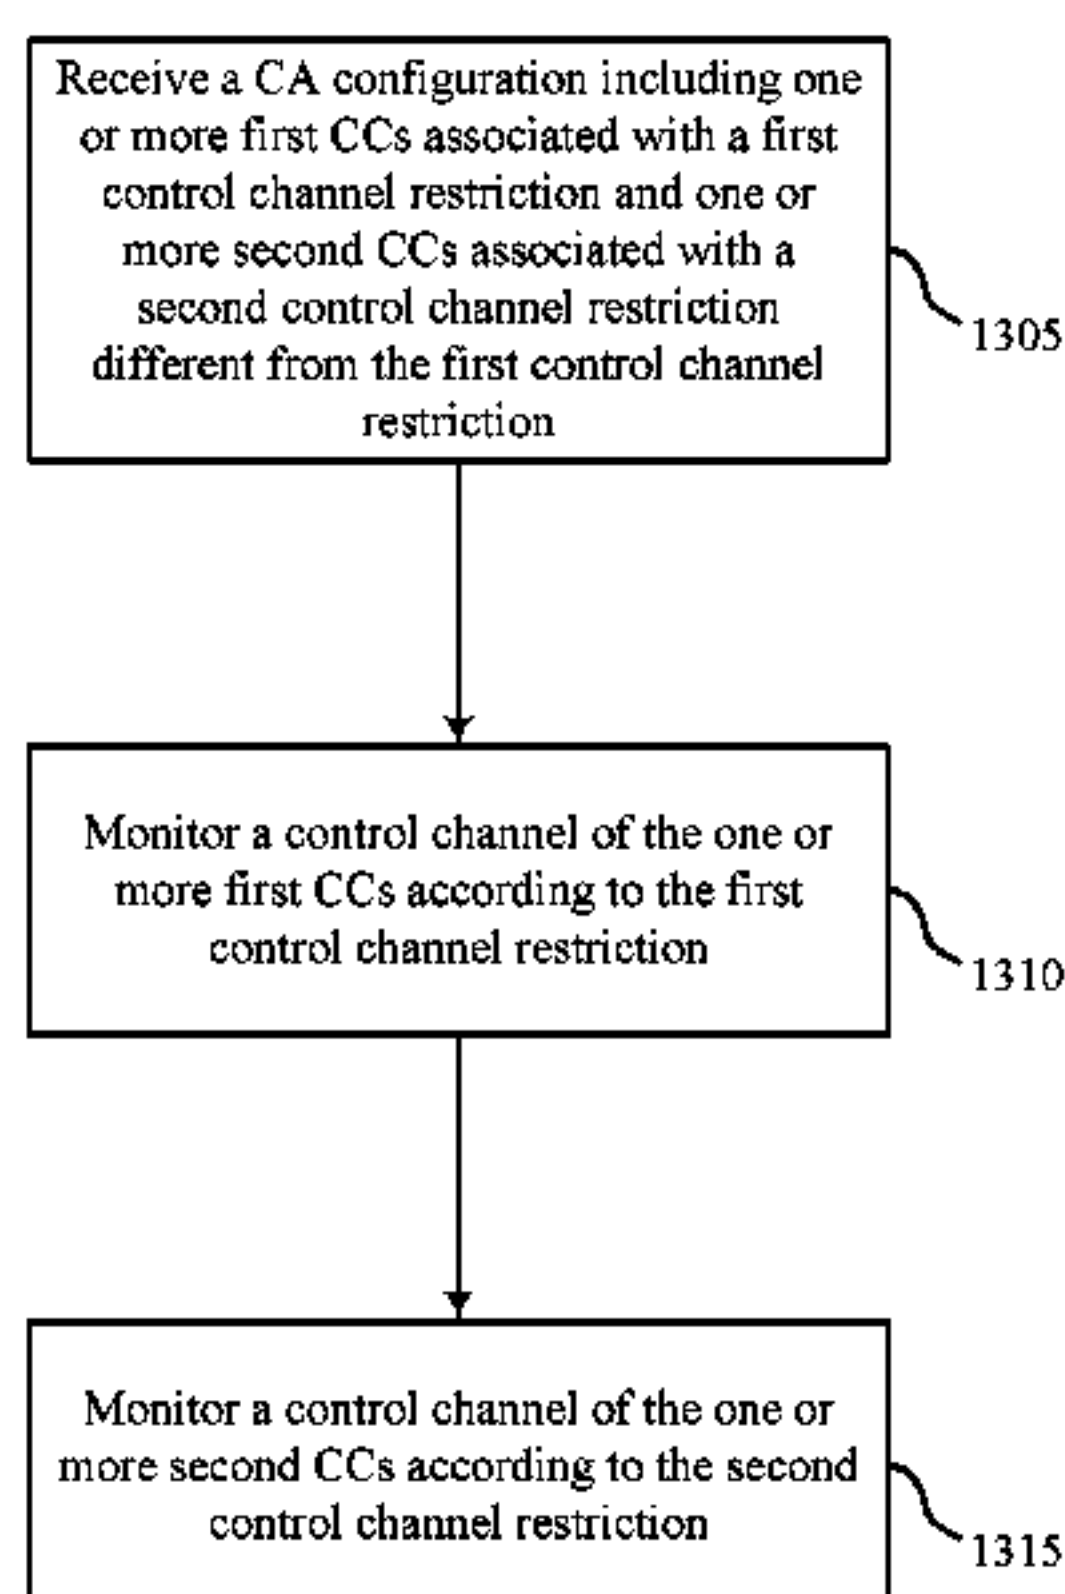 Receive a CA configuration including one
or more first CCs associated with a first
control channel restriction and one or
more second CCs associated with a
second control channel restriction
different from the first control channel
restriction
1305
Monitor a control channel of the one or
more first CCs according to the first
control channel restriction
1310
Monitor a control channel of the one or
more second CCs according to the second
control channel restriction
1315